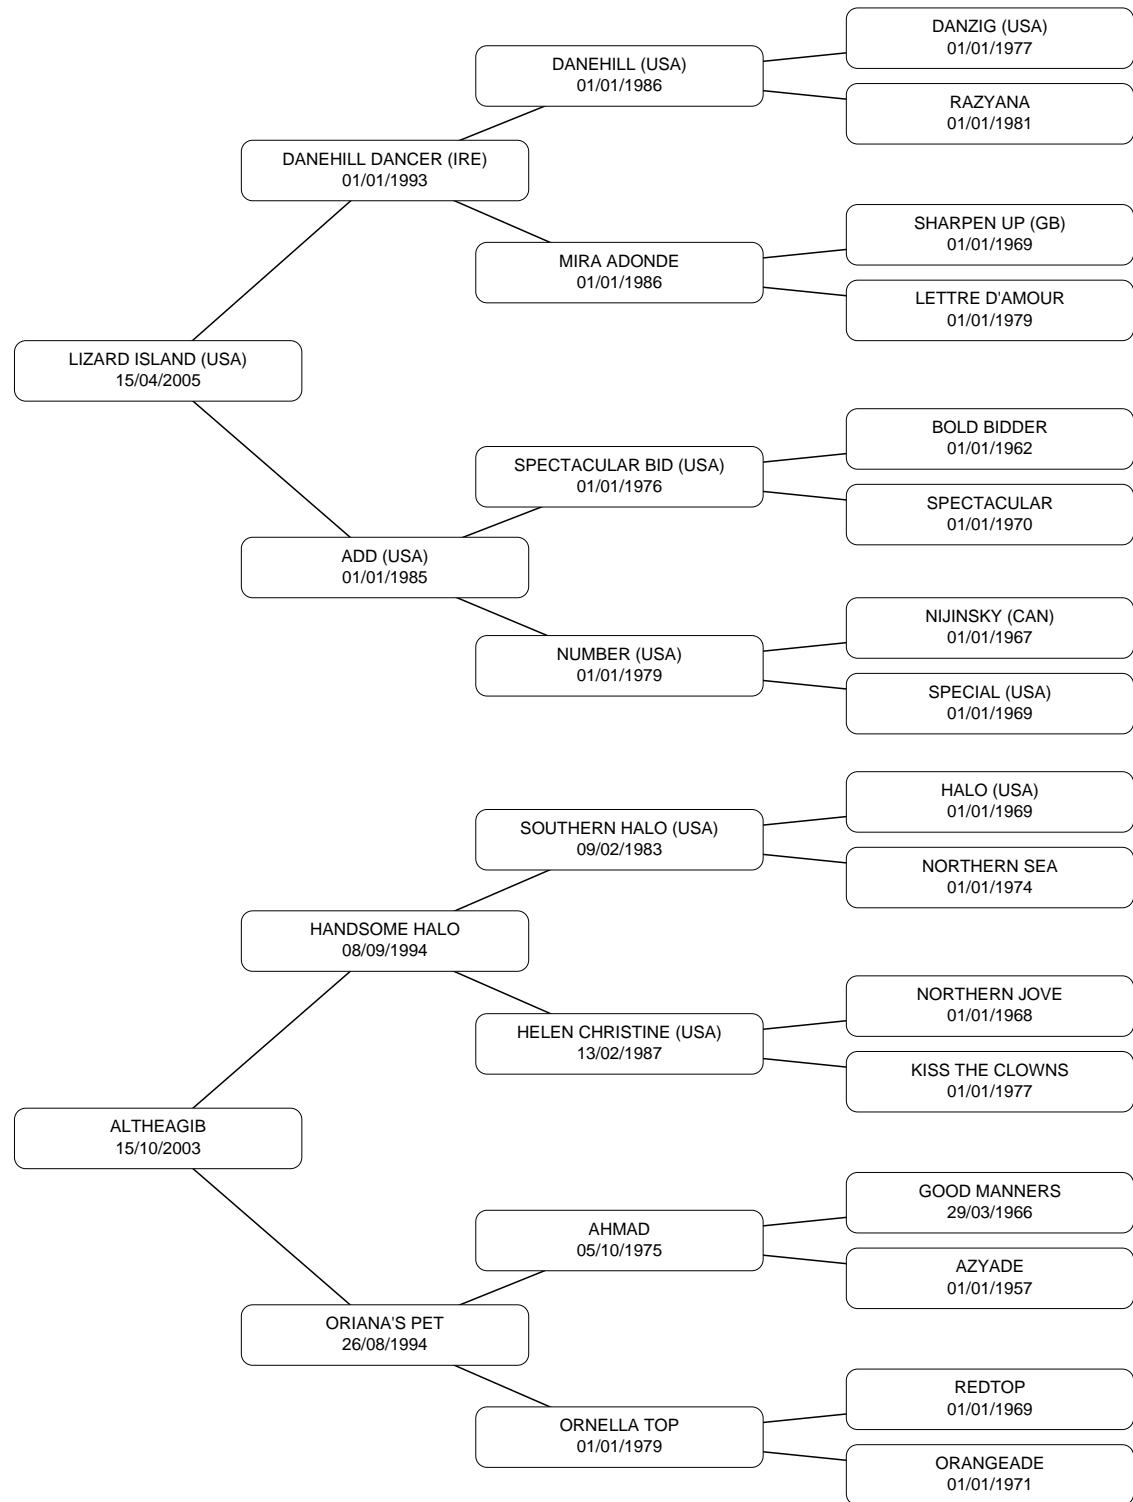 DANZIG (USA)
01/01/1977
DANEHILL (USA)
01/01/1986
RAZYANA
01/01/1981
DANEHILL DANCER (IRE)
01/01/1993
SHARPEN UP (GB)
01/01/1969
MIRA ADONDE
01/01/1986
LETTRE D'AMOUR
01/01/1979
LIZARD ISLAND (USA)
15/04/2005
BOLD BIDDER
01/01/1962
SPECTACULAR BID (USA)
01/01/1976
SPECTACULAR
01/01/1970
ADD (USA)
01/01/1985
NIJINSKY (CAN)
01/01/1967
NUMBER (USA)
01/01/1979
SPECIAL (USA)
01/01/1969
HALO (USA)
01/01/1969
SOUTHERN HALO (USA)
09/02/1983
NORTHERN SEA
01/01/1974
HANDSOME HALO
08/09/1994
NORTHERN JOVE
01/01/1968
HELEN CHRISTINE (USA)
13/02/1987
KISS THE CLOWNS
01/01/1977
ALTHEAGIB
15/10/2003
GOOD MANNERS
29/03/1966
AHMAD
05/10/1975
AZYADE
01/01/1957
ORIANA'S PET
26/08/1994
REDTOP
01/01/1969
ORNELLA TOP
01/01/1979
ORANGEADE
01/01/1971